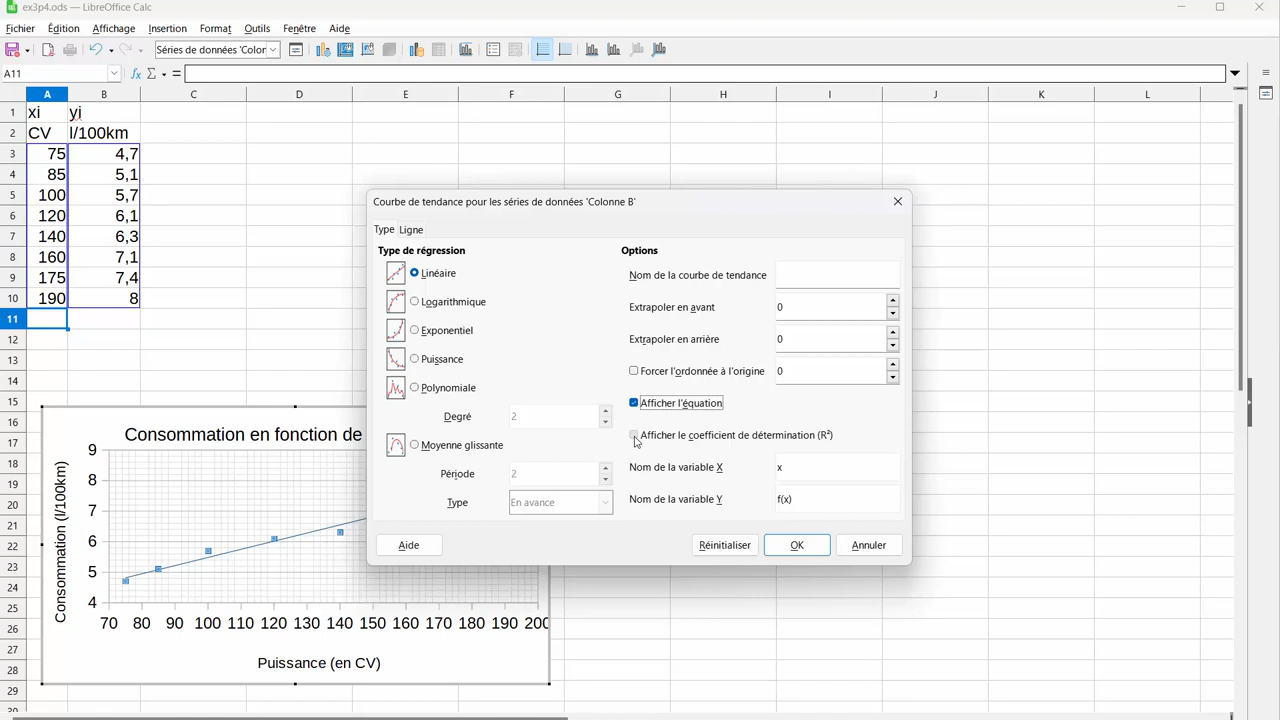 ex3p4.ods — LibreOffice Calc
Fichier Édition Affichage Insertion Format Outils Fenêtre Aide
Séries de données 'Color
A11
A B C D E F G H I J K L
1 xi yi
2 CV l/100km
3 75 4,7
4 85 5,1
5 100 5,7
6 120 6,1
7 140 6,3
8 160 7,1
9 175 7,4
10 190 8
11
12
13
14
15
16
17
18
19
20
21
22
23
24
25
26
27
28
29
30
Consommation en fonction de
Consommation (l/100km)
9
8
7
6
5
4
70 80 90 100 110 120 130 140 150 160 170 180 190 200
Puissance (en CV)
Courbe de tendance pour les séries de données 'Colonne B'
Type Ligne
Type de régression
Linéaire
Logarithmique
Exponentiel
Puissance
Polynomiale
Degré 2
Moyenne glissante
Période 2
Type En avance
Options
Nom de la courbe de tendance
Extrapoler en avant 0
Extrapoler en arrière 0
Forcer l'ordonnée à l'origine 0
Afficher l'équation
Afficher le coefficient de détermination (R²)
Nom de la variable X x
Nom de la variable Y f(x)
Aide Réinitialiser OK Annuler